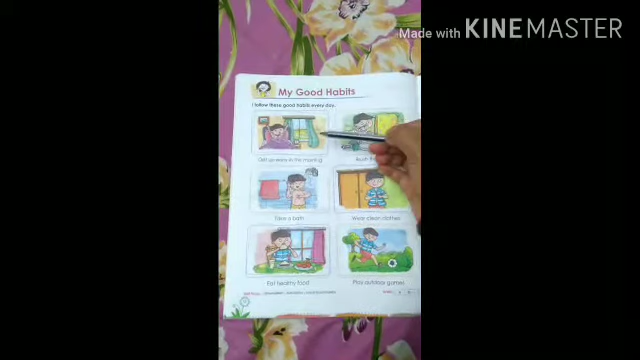 Made with KINEMASTER
My Good Habits
I follow these good habits every day.
Get up early in the morning
Brush
Take a bath
Wear clean clothes
Eat healthy food
Play outdoor games